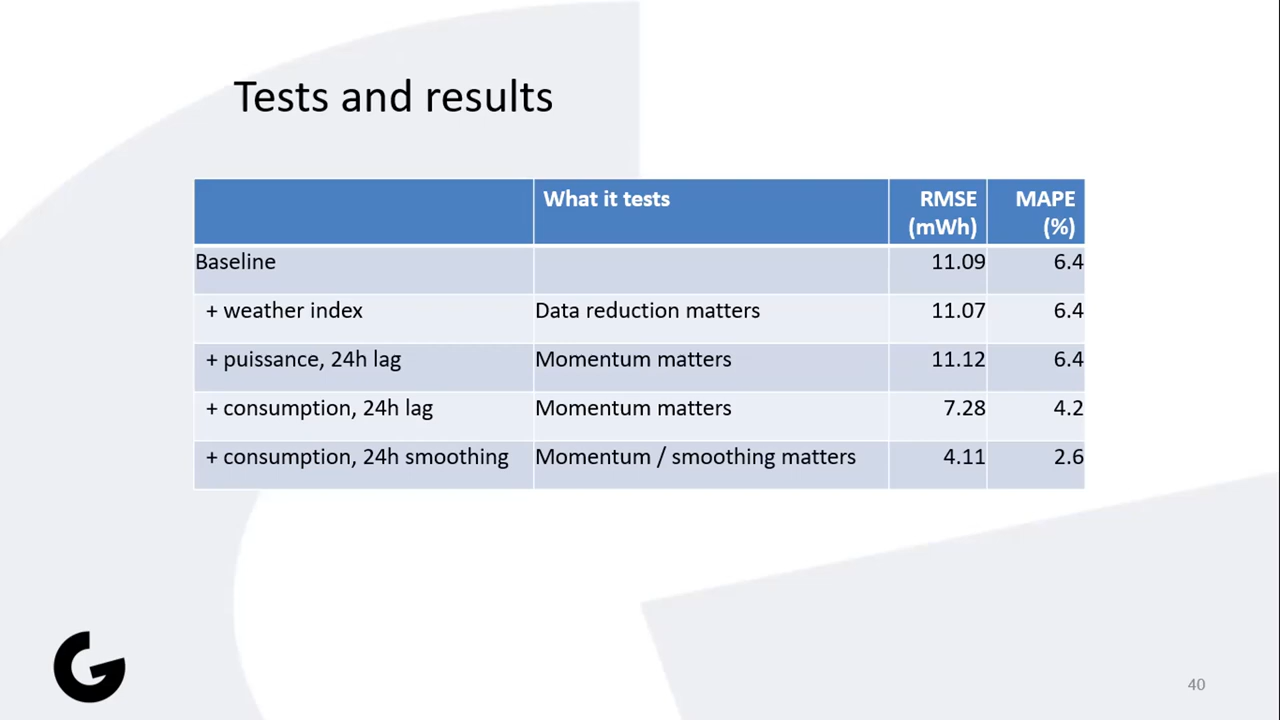 Tests and results
What it tests RMSE (mWh) MAPE (%)
Baseline 11.09 6.4
+ weather index Data reduction matters 11.07 6.4
+ puissance, 24h lag Momentum matters 11.12 6.4
+ consumption, 24h lag Momentum matters 7.28 4.2
+ consumption, 24h smoothing Momentum / smoothing matters 4.11 2.6
40